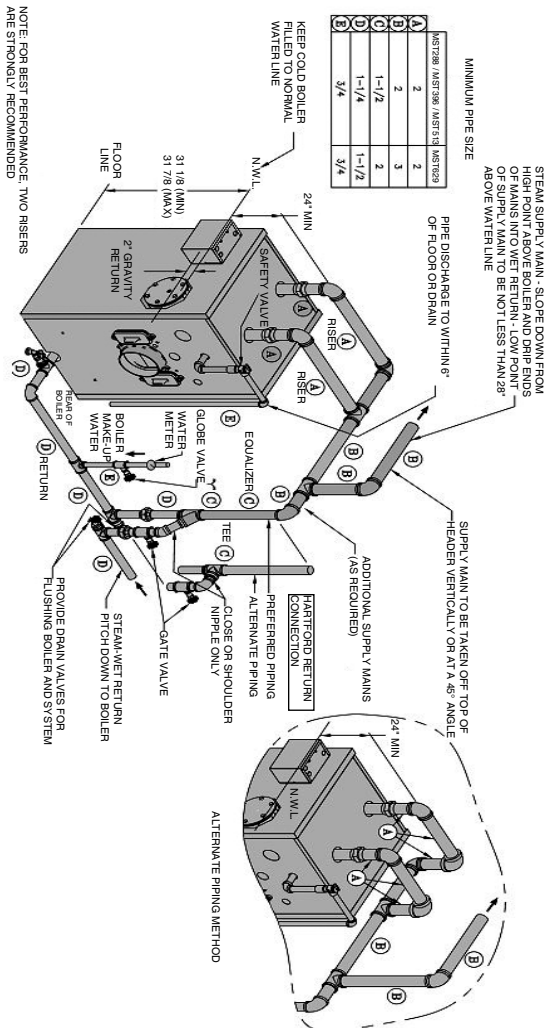 STEAM SUPPLY MAIN - SLOPE DOWN FROM
HIGH POINT ABOVE BOILER AND DRIP ENDS
OF MAINS INTO WET RETURN - LOW POINT
OF SUPPLY MAIN TO BE NOT LESS THAN 28"
ABOVE WATER LINE
SUPPLY MAIN TO BE TAKEN OFF TOP OF
HEADER VERTICALLY OR AT A 45° ANGLE
MINIMUM PIPE SIZE
MST288 / MST396 / MST513 MST629
A 2 2
B 2 3
C 1-1/2 2
D 1-1/4 1-1/2
E 3/4 3/4
PIPE DISCHARGE TO WITHIN 6"
OF FLOOR OR DRAIN
KEEP COLD BOILER
FILLED TO NORMAL
WATER LINE
N.W.L.
24" MIN
31 1/8 (MIN)
31 7/8 (MAX)
FLOOR
LINE
2" GRAVITY
RETURN
SAFETY VALVE
A
A
RISER
A
RISER
A
B
B
B
ADDITIONAL SUPPLY MAINS
(AS REQUIRED)
HARTFORD RETURN
CONNECTION
EQUALIZER
C
PREFERRED PIPING
ALTERNATE PIPING
TEE
C
CLOSE OR SHOULDER
NIPPLE ONLY
GATE VALVE
C
Y
GLOBE VALVE
WATER
METER
BOILER
MAKE-UP
WATER
E
E
REAR OF
BOILER
D
D
RETURN
D
D
D
STEAM-WET RETURN
PITCH DOWN TO BOILER
PROVIDE DRAIN VALVES FOR
FLUSHING BOILER AND SYSTEM
NOTE: FOR BEST PERFORMANCE, TWO RISERS
ARE STRONGLY RECOMMENDED
24" MIN
N.W.L
A
A
B
B
B
ALTERNATE PIPING METHOD